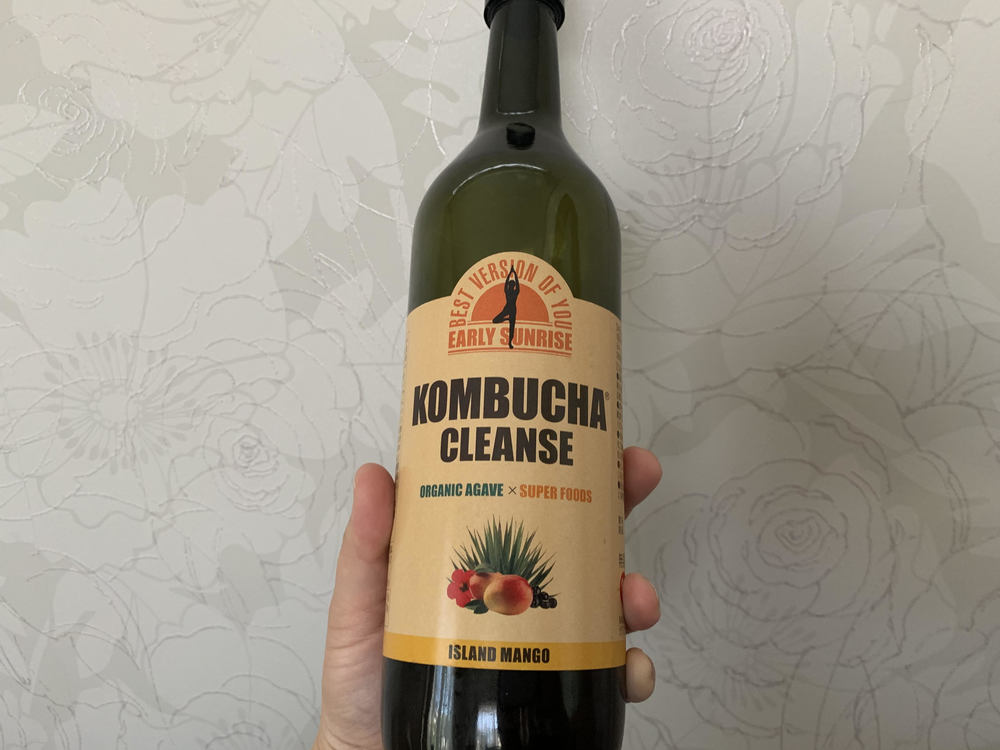 BEST VERSION OF YOU
EARLY SUNRISE
KOMBUCHA®
CLEANSE
ORGANIC AGAVE × SUPER FOODS
ISLAND MANGO